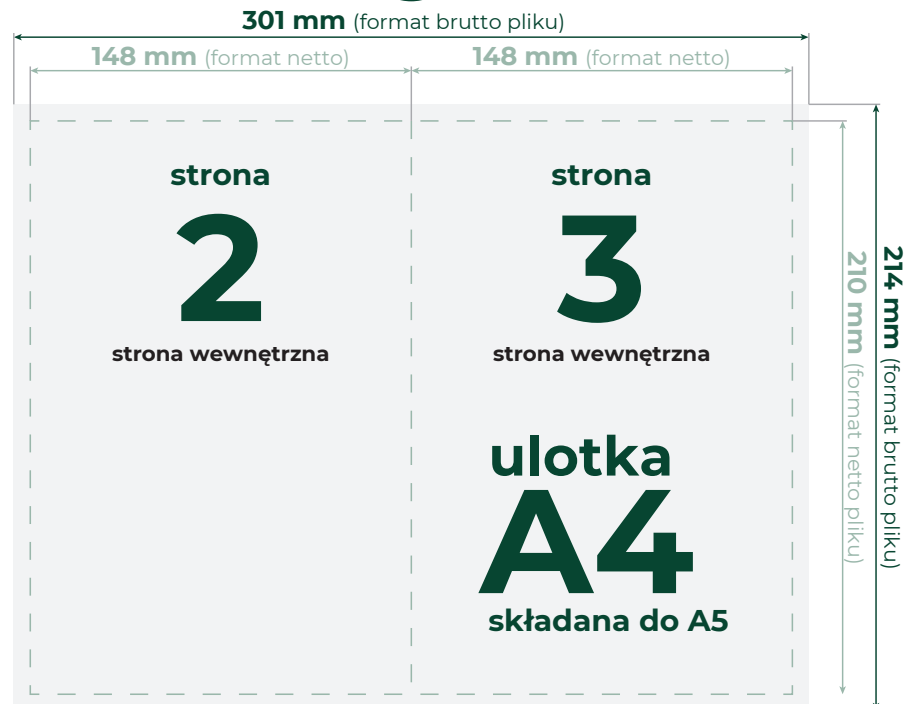 301 mm (format brutto pliku)
148 mm (format netto)
148 mm (format netto)
strona
2
strona wewnętrzna
strona
3
strona wewnętrzna
ulotka
A4
składana do A5
210 mm (format netto pliku)
214 mm (format brutto pliku)